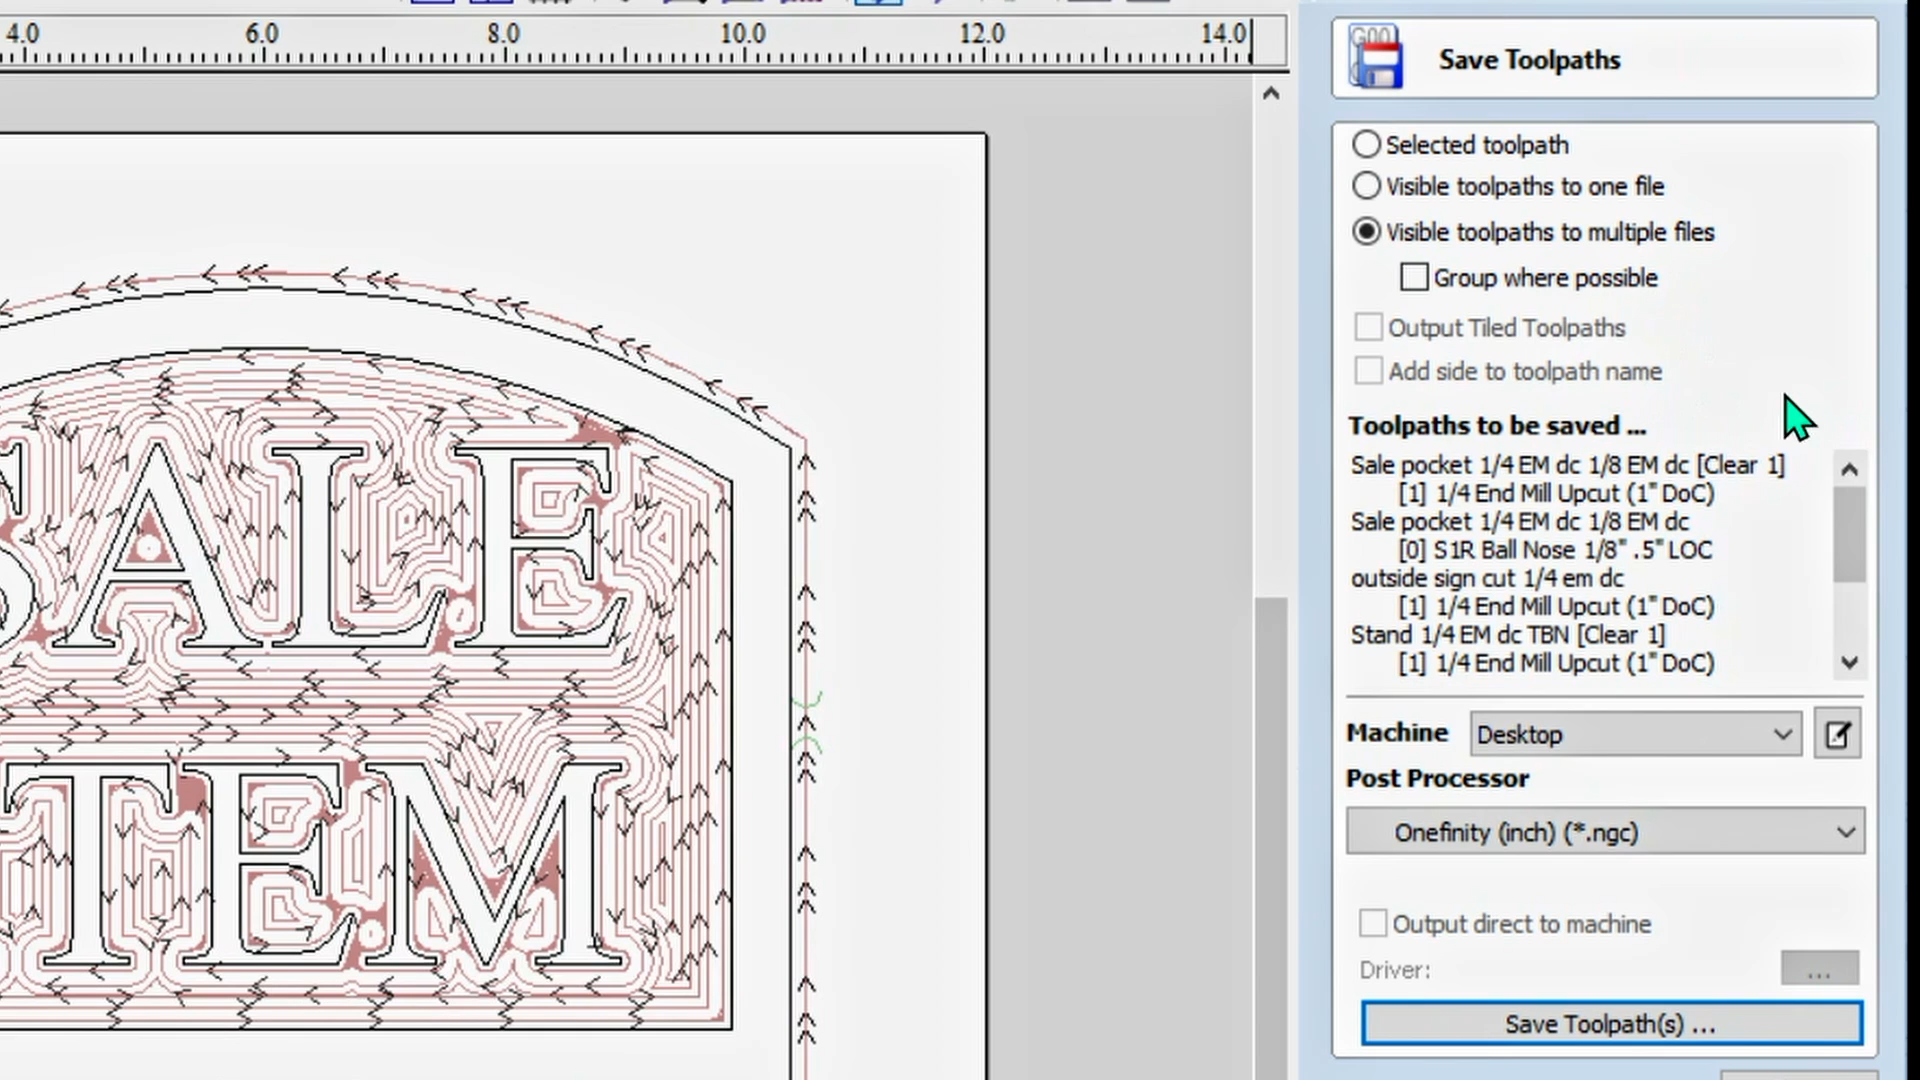 4.0 6.0 8.0 10.0 12.0 14.0
G00
Save Toolpaths
Selected toolpath
Visible toolpaths to one file
Visible toolpaths to multiple files
Group where possible
Output Tiled Toolpaths
Add side to toolpath name
Toolpaths to be saved ...
Sale pocket 1/4 EM dc 1/8 EM dc [Clear 1]
[1] 1/4 End Mill Upcut (1" DoC)
Sale pocket 1/4 EM dc 1/8 EM dc
[0] S1R Ball Nose 1/8" .5" LOC
outside sign cut 1/4 em dc
[1] 1/4 End Mill Upcut (1" DoC)
Stand 1/4 EM dc TBN [Clear 1]
[1] 1/4 End Mill Upcut (1" DoC)
Machine Desktop
Post Processor
Onefinity (inch) (*.ngc)
Output direct to machine
Driver: ...
Save Toolpath(s) ...
SALE
TEM